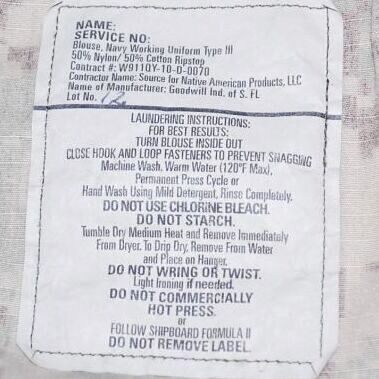 NAME:
SERVICE NO:
Blouse, Navy Working Uniform Type III
50% Nylon/ 50% Cotton Ripstop
Contract #: W911QY-10-D-0070
Contractor Name: Source for Native American Products, LLC
Name of Manufacturer: Goodwill Ind. of S. FL
Lot No. 12
LAUNDERING INSTRUCTIONS:
FOR BEST RESULTS:
TURN BLOUSE INSIDE OUT
CLOSE HOOK AND LOOP FASTENERS TO PREVENT SNAGGING
Machine Wash, Warm Water (120°F Max),
Permanent Press Cycle or
Hand Wash Using Mild Detergent, Rinse Completely.
DO NOT USE CHLORINE BLEACH.
DO NOT STARCH.
Tumble Dry Medium Heat and Remove Immediately
From Dryer. To Drip Dry, Remove From Water
and Place on Hanger.
DO NOT WRING OR TWIST.
Light Ironing if needed.
DO NOT COMMERCIALLY
HOT PRESS.
or
FOLLOW SHIPBOARD FORMULA II
DO NOT REMOVE LABEL.